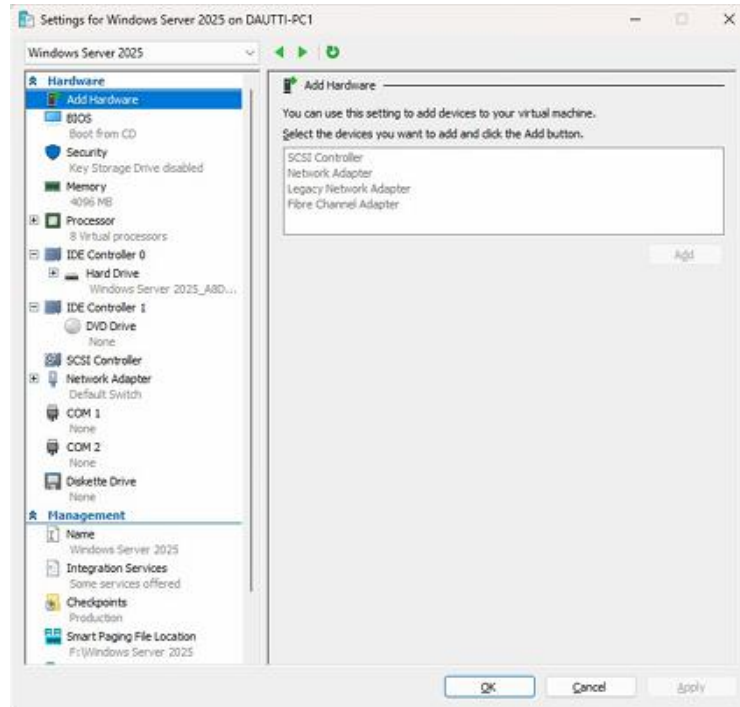 Settings for Windows Server 2025 on DAUTTI-PC1
Windows Server 2025
Hardware
Add Hardware
BIOS
Boot from CD
Security
Key Storage Drive disabled
Memory
4096 MB
Processor
8 Virtual processors
IDE Controller 0
Hard Drive
Windows Server 2025_A8D...
IDE Controller 1
DVD Drive
None
SCSI Controller
Network Adapter
Default Switch
COM 1
None
COM 2
None
Diskette Drive
None
Management
Name
Windows Server 2025
Integration Services
Some services offered
Checkpoints
Production
Smart Paging File Location
F:\Windows Server 2025
Add Hardware
You can use this setting to add devices to your virtual machine.
Select the devices you want to add and click the Add button.
SCSI Controller
Network Adapter
Legacy Network Adapter
Fibre Channel Adapter
Add
OK
Cancel
Apply